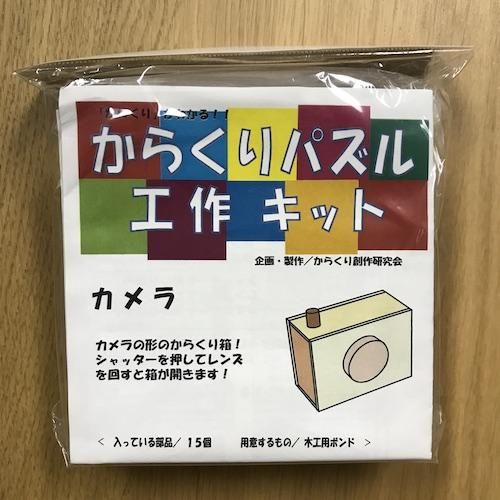 わかる！！
からくりパズル
工作 キット
企画・製作／からくり創作研究会
カメラ
カメラの形のからくり箱！
シャッターを押してレンズ
を回すと箱が開きます！
< 入っている部品／15個 用意するもの／木工用ボンド >